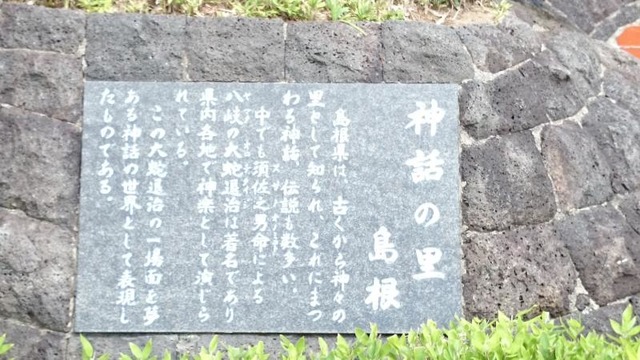 神話の里
島根
島根県は、古くから神々の
里として知られ、これにまつ
わる神話、伝説も数多い。
中でも須佐之男命による
八岐の大蛇退治は著名であり
県内各地で神楽として演じら
れている。
この大蛇退治の一場面を夢
ある神話の世界として表現し
たものである。